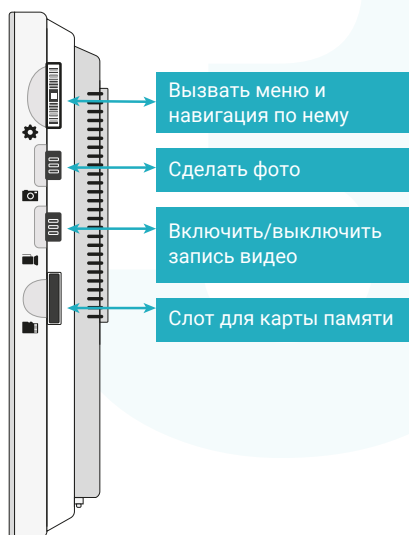 Вызвать меню и
навигация по нему
Сделать фото
Включить/выключить
запись видео
Слот для карты памяти